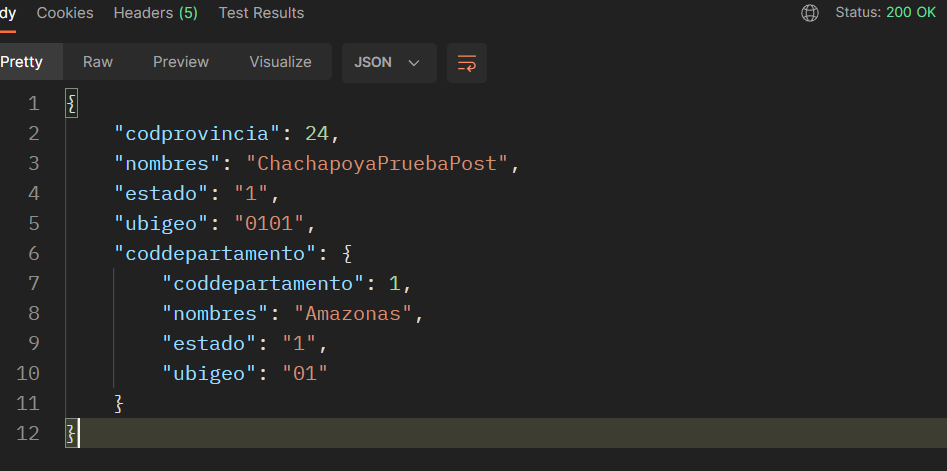 dy Cookies Headers (5) Test Results Status: 200 OK
Pretty Raw Preview Visualize JSON
1 {
2 "codprovincia": 24,
3 "nombres": "ChachapoyaPruebaPost",
4 "estado": "1",
5 "ubigeo": "0101",
6 "coddepartamento": {
7 "coddepartamento": 1,
8 "nombres": "Amazonas",
9 "estado": "1",
10 "ubigeo": "01"
11 }
12 }